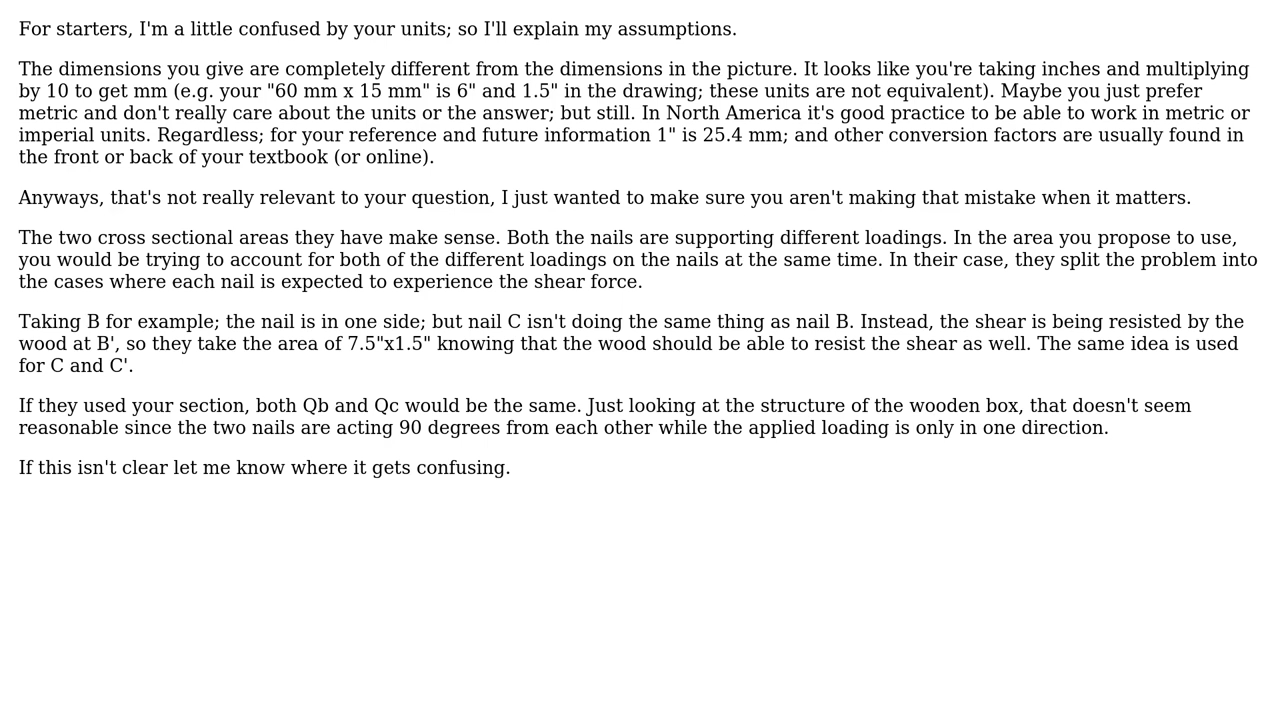 For starters, I'm a little confused by your units; so I'll explain my assumptions.
The dimensions you give are completely different from the dimensions in the picture. It looks like you're taking inches and multiplying
by 10 to get mm (e.g. your "60 mm x 15 mm" is 6" and 1.5" in the drawing; these units are not equivalent). Maybe you just prefer
metric and don't really care about the units or the answer; but still. In North America it's good practice to be able to work in metric or
imperial units. Regardless; for your reference and future information 1" is 25.4 mm; and other conversion factors are usually found in
the front or back of your textbook (or online).
Anyways, that's not really relevant to your question, I just wanted to make sure you aren't making that mistake when it matters.
The two cross sectional areas they have make sense. Both the nails are supporting different loadings. In the area you propose to use,
you would be trying to account for both of the different loadings on the nails at the same time. In their case, they split the problem into
the cases where each nail is expected to experience the shear force.
Taking B for example; the nail is in one side; but nail C isn't doing the same thing as nail B. Instead, the shear is being resisted by the
wood at B', so they take the area of 7.5"x1.5" knowing that the wood should be able to resist the shear as well. The same idea is used
for C and C'.
If they used your section, both Qb and Qc would be the same. Just looking at the structure of the wooden box, that doesn't seem
reasonable since the two nails are acting 90 degrees from each other while the applied loading is only in one direction.
If this isn't clear let me know where it gets confusing.